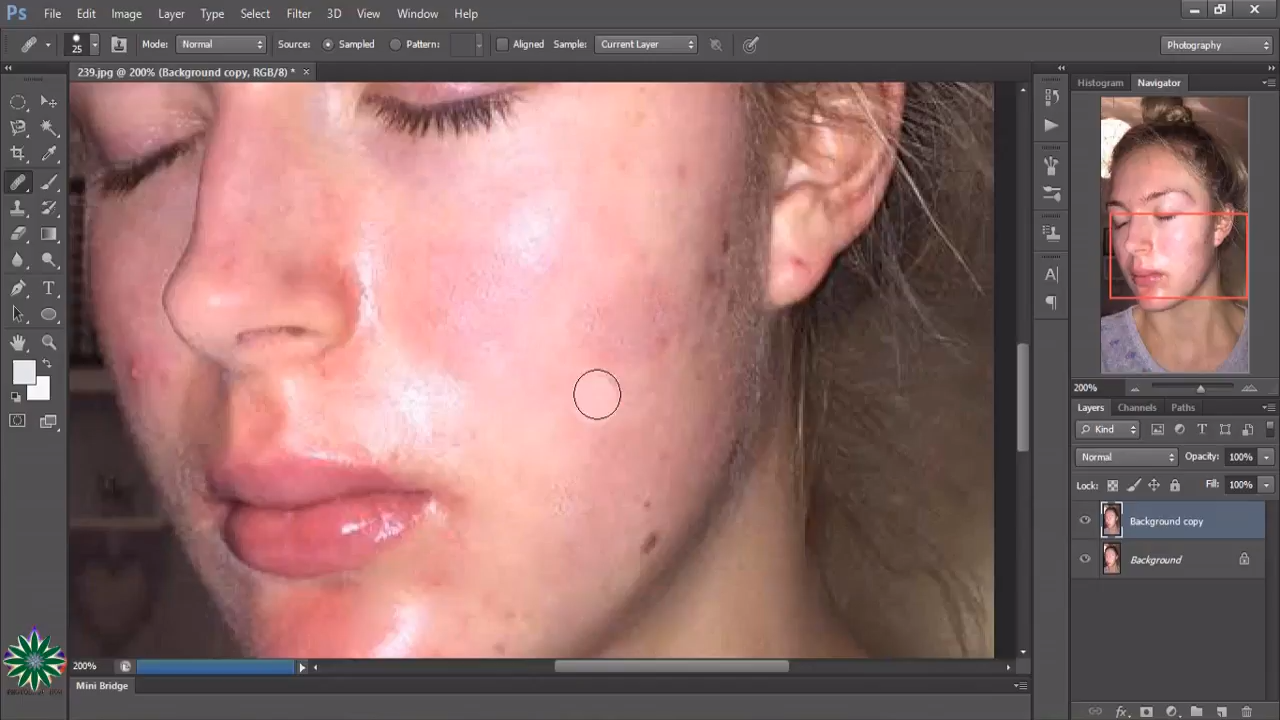 Ps File Edit Image Layer Type Select Filter 3D View Window Help
25 Mode: Normal Source: Sampled Pattern: Aligned Sample: Current Layer Photography
239.jpg @ 200% (Background copy, RGB/8) * ×
Histogram Navigator
200%
Layers Channels Paths
Kind
Normal Opacity: 100%
Lock: Fill: 100%
Background copy
Background
200%
Mini Bridge